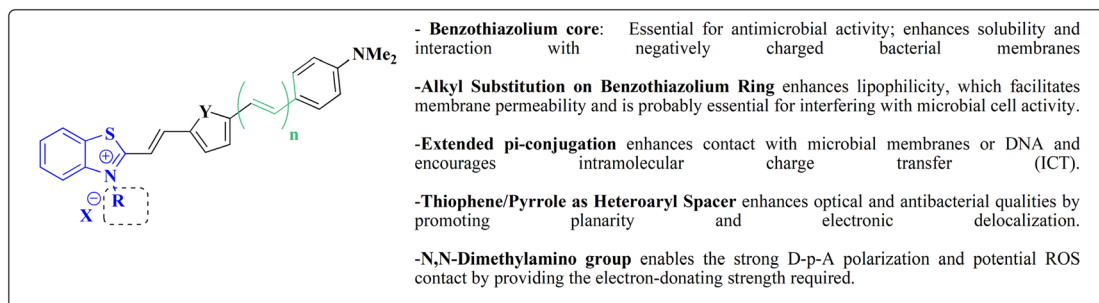 NMe2
Y
n
S
⊕
N
⊖
X
R
- Benzothiazolium core: Essential for antimicrobial activity; enhances solubility and
interaction with negatively charged bacterial membranes
-Alkyl Substitution on Benzothiazolium Ring enhances lipophilicity, which facilitates
membrane permeability and is probably essential for interfering with microbial cell activity.
-Extended pi-conjugation enhances contact with microbial membranes or DNA and
encourages intramolecular charge transfer (ICT).
-Thiophene/Pyrrole as Heteroaryl Spacer enhances optical and antibacterial qualities by
promoting planarity and electronic delocalization.
-N,N-Dimethylamino group enables the strong D-p-A polarization and potential ROS
contact by providing the electron-donating strength required.